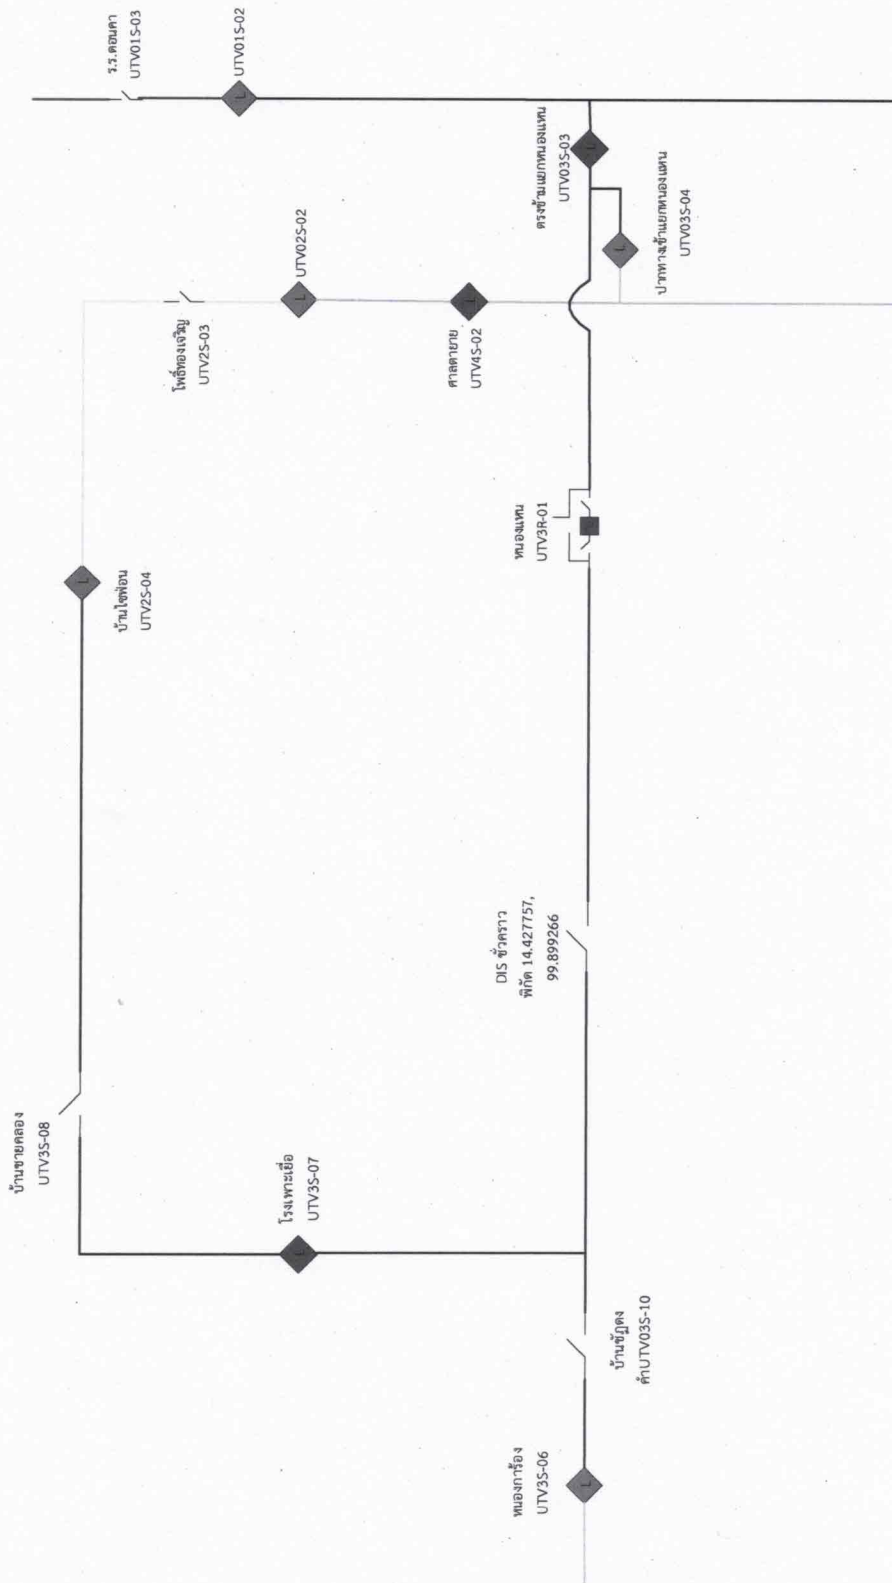 ร.ร.ดอนคา
UTV01S-03
UTV01S-02
ตรงข้ามแยกหนองแหน
UTV03S-03
ปากทางเข้าแยกหนองแหน
UTV03S-04
UTV02S-02
โพธิ์ทองเจริญ
UTV2S-03
ศาลตายาย
UTV4S-02
หนองแหน
UTV3R-01
บ้านไซฟ้อน
UTV2S-04
DIS ชั่วคราว
พิกัด 14.427757,
99.899266
บ้านชายคลอง
UTV3S-08
โรงเพาะเยื่อ
UTV3S-07
บ้านขัฎดง
ค้ำUTV03S-10
หนองการ้อง
UTV3S-06
L
L
L
L
L
L
L
L